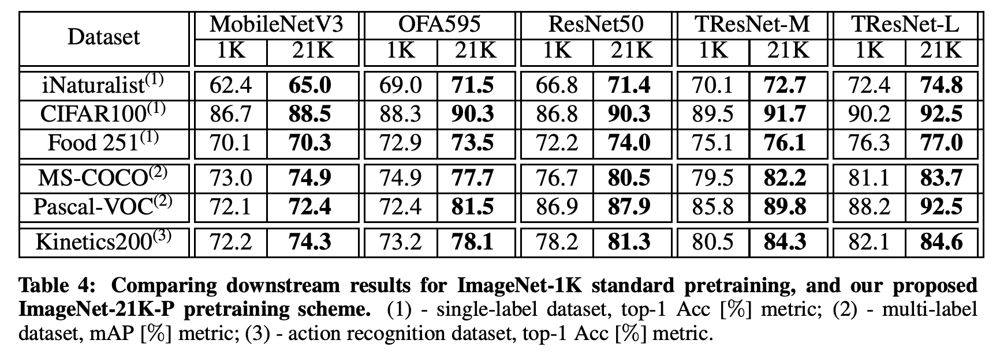 Dataset MobileNetV3 OFA595 ResNet50 TResNet-M TResNet-L
1K 21K 1K 21K 1K 21K 1K 21K 1K 21K
iNaturalist(1) 62.4 65.0 69.0 71.5 66.8 71.4 70.1 72.7 72.4 74.8
CIFAR100(1) 86.7 88.5 88.3 90.3 86.8 90.3 89.5 91.7 90.2 92.5
Food 251(1) 70.1 70.3 72.9 73.5 72.2 74.0 75.1 76.1 76.3 77.0
MS-COCO(2) 73.0 74.9 74.9 77.7 76.7 80.5 79.5 82.2 81.1 83.7
Pascal-VOC(2) 72.1 72.4 72.4 81.5 86.9 87.9 85.8 89.8 88.2 92.5
Kinetics200(3) 72.2 74.3 73.2 78.1 78.2 81.3 80.5 84.3 82.1 84.6
Table 4: Comparing downstream results for ImageNet-1K standard pretraining, and our proposed
ImageNet-21K-P pretraining scheme. (1) - single-label dataset, top-1 Acc [%] metric; (2) - multi-label
dataset, mAP [%] metric; (3) - action recognition dataset, top-1 Acc [%] metric.